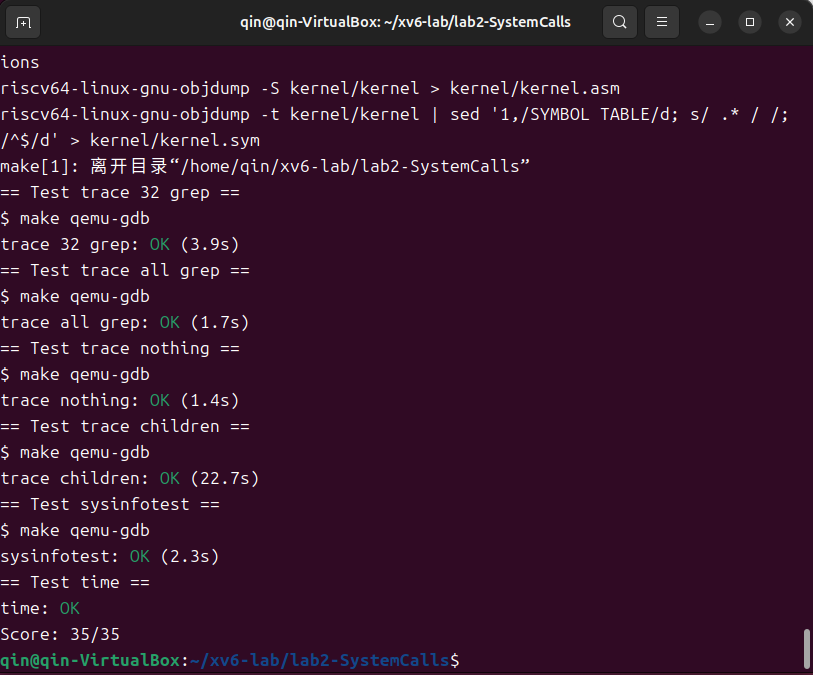 qin@qin-VirtualBox: ~/xv6-lab/lab2-SystemCalls
ions
riscv64-linux-gnu-objdump -S kernel/kernel > kernel/kernel.asm
riscv64-linux-gnu-objdump -t kernel/kernel | sed '1,/SYMBOL TABLE/d; s/ .* / /;
/^$/d' > kernel/kernel.sym
make[1]: 离开目录“/home/qin/xv6-lab/lab2-SystemCalls”
== Test trace 32 grep ==
$ make qemu-gdb
trace 32 grep: OK (3.9s)
== Test trace all grep ==
$ make qemu-gdb
trace all grep: OK (1.7s)
== Test trace nothing ==
$ make qemu-gdb
trace nothing: OK (1.4s)
== Test trace children ==
$ make qemu-gdb
trace children: OK (22.7s)
== Test sysinfotest ==
$ make qemu-gdb
sysinfotest: OK (2.3s)
== Test time ==
time: OK
Score: 35/35
qin@qin-VirtualBox:~/xv6-lab/lab2-SystemCalls$